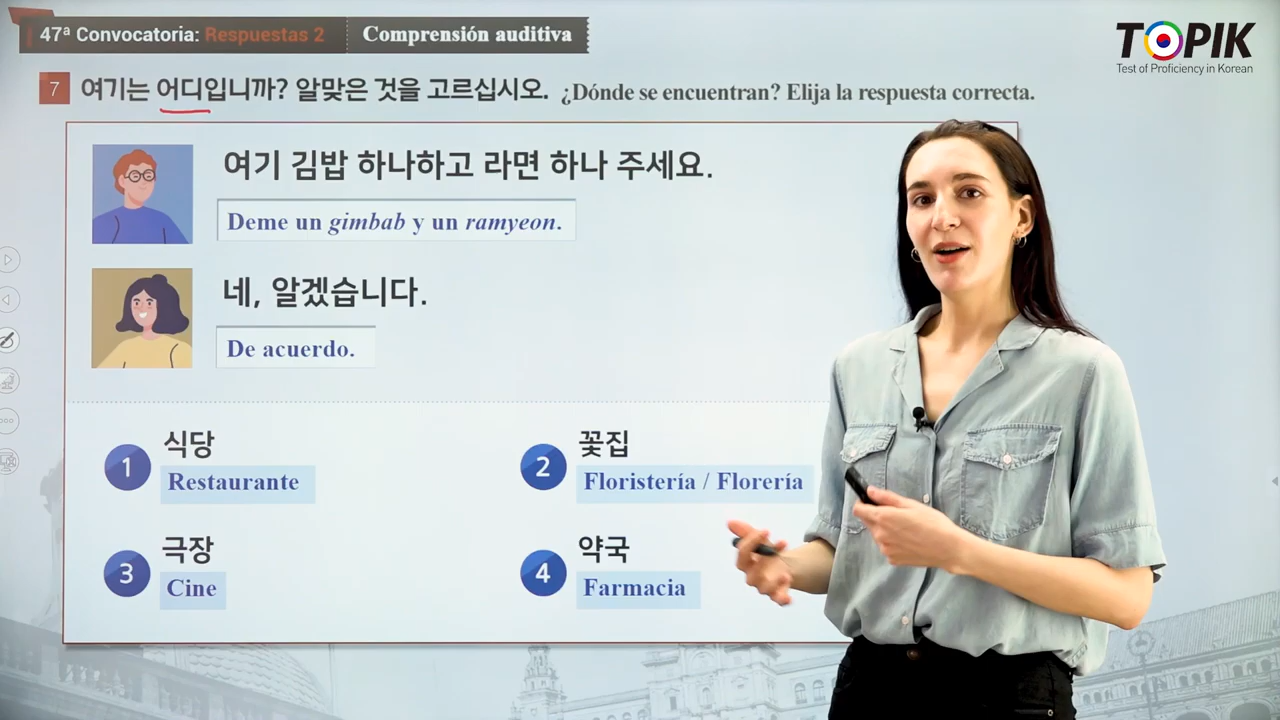 47ª Convocatoria: Respuestas 2 Comprensión auditiva
TOPIK
Test of Proficiency in Korean
7 여기는 어디입니까? 알맞은 것을 고르십시오. ¿Dónde se encuentran? Elija la respuesta correcta.
여기 김밥 하나하고 라면 하나 주세요.
Deme un gimbab y un ramyeon.
네, 알겠습니다.
De acuerdo.
1 식당
Restaurante
2 꽃집
Floristería / Florería
3 극장
Cine
4 약국
Farmacia